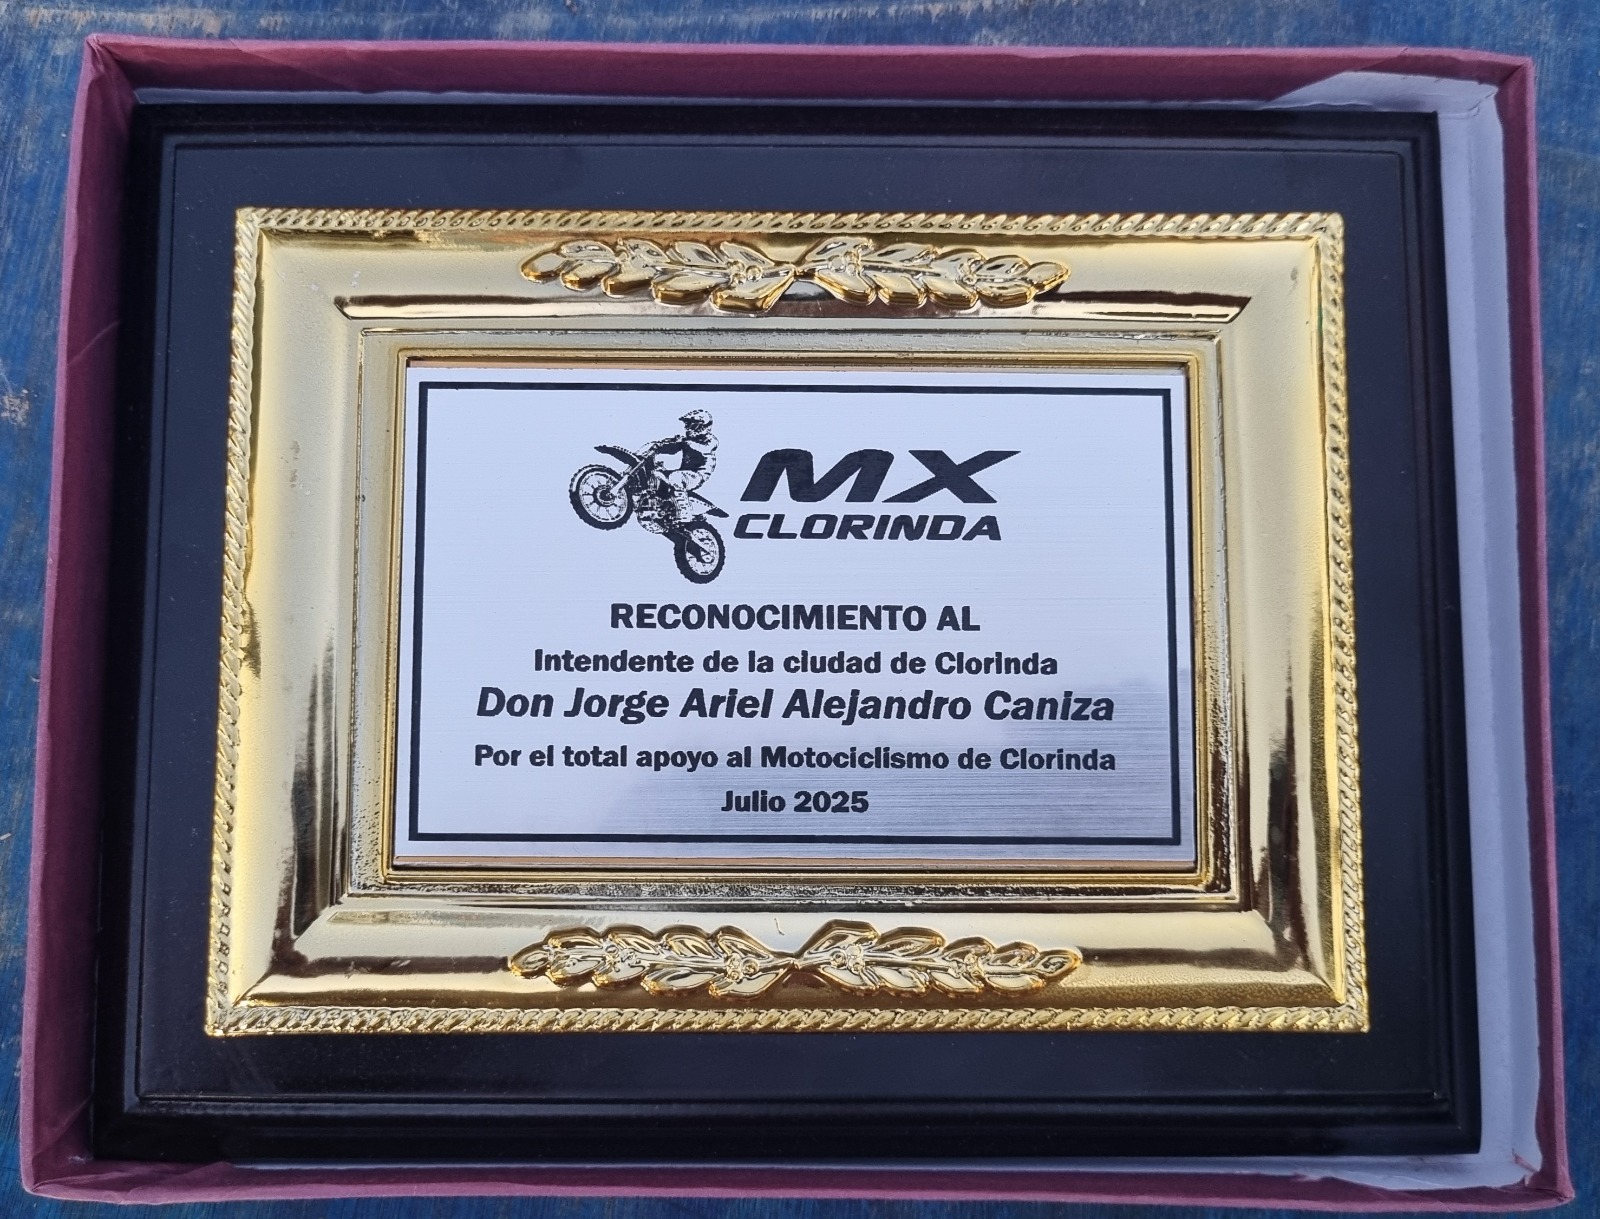 MX
CLORINDA
RECONOCIMIENTO AL
Intendente de la ciudad de Clorinda
Don Jorge Ariel Alejandro Caniza
Por el total apoyo al Motociclismo de Clorinda
Julio 2025